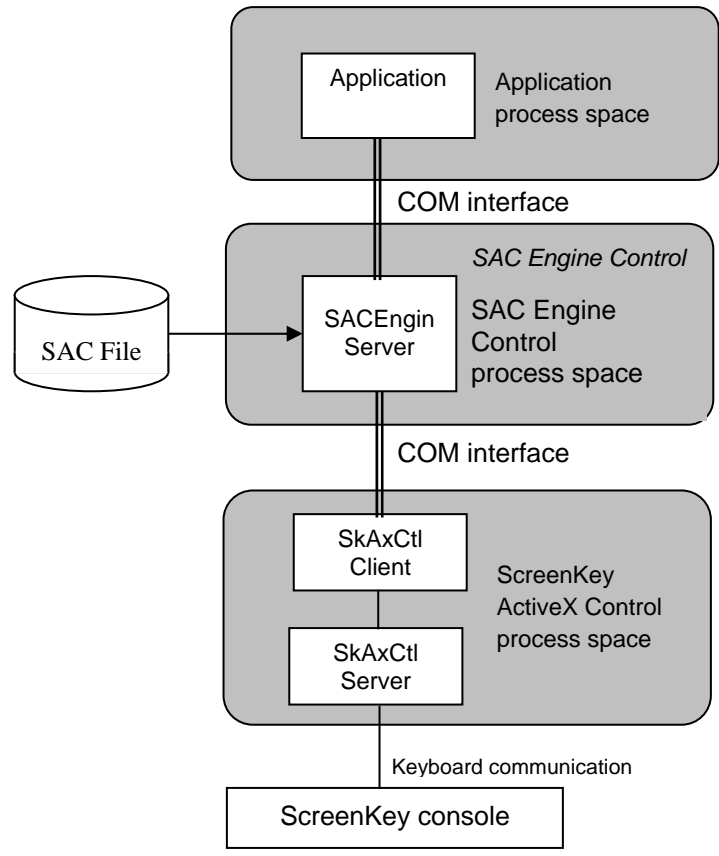 Application
Application
process space
COM interface
SAC Engine Control
SACEngin
Server
SAC Engine
Control
process space
SAC File
COM interface
SkAxCtl
Client
ScreenKey
ActiveX Control
process space
SkAxCtl
Server
Keyboard communication
ScreenKey console